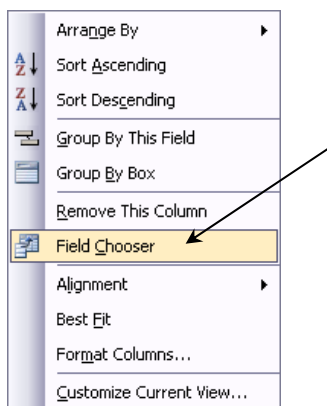 Arrange By
Sort Ascending
Sort Descending
Group By This Field
Group By Box
Remove This Column
Field Chooser
Alignment
Best Fit
Format Columns...
Customize Current View...